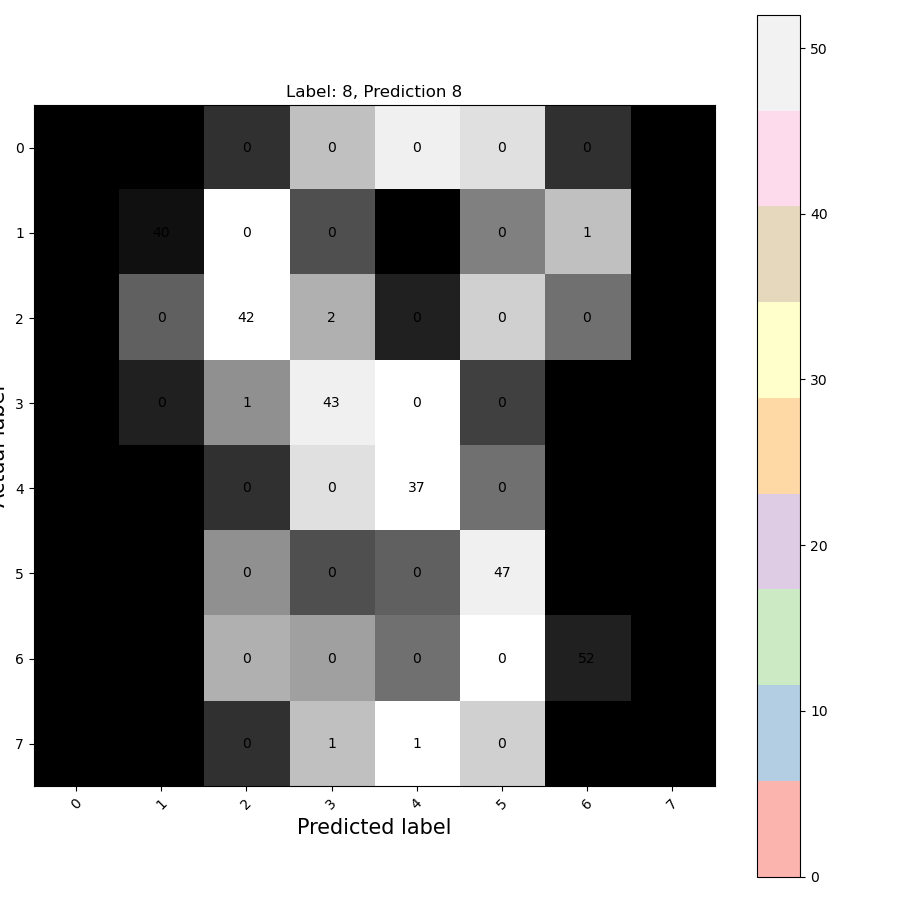 Label: 8, Prediction 8
0 0 0 0 0 0
1 40 0 0 0 1
2 0 42 2 0 0 0
3 0 1 43 0 0
4 0 0 37 0
5 0 0 0 47
6 0 0 0 0 52
7 0 1 1 0
0 1 2 3 4 5 6 7
Predicted label
Actual label
50
40
30
20
10
0